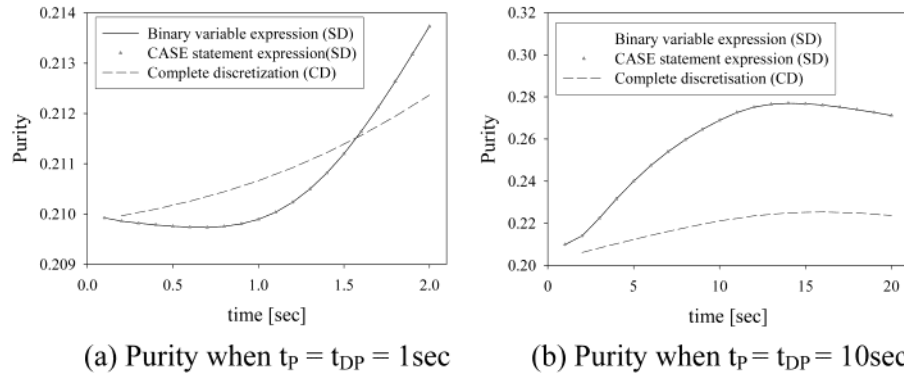 0.214
0.213
0.212
0.211
0.210
0.209
Purity
Binary variable expression (SD)
CASE statement expression(SD)
Complete discretization (CD)
0.0 0.5 1.0 1.5 2.0
time [sec]
(a) Purity when tP = tDP = 1sec
0.32
0.30
0.28
0.26
0.24
0.22
0.20
Purity
Binary variable expression (SD)
CASE statement expression (SD)
Complete discretisation (CD)
0 5 10 15 20
time [sec]
(b) Purity when tP = tDP = 10sec